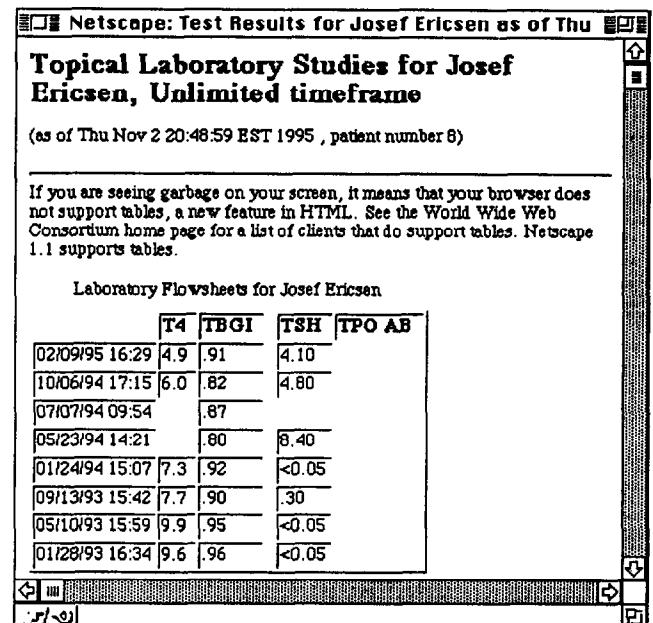 Netscape: Test Results for Josef Ericsen as of Thu
Topical Laboratory Studies for Josef
Ericsen, Unlimited timeframe
(as of Thu Nov 2 20:48:59 EST 1995 , patient number 8)
If you are seeing garbage on your screen, it means that your browser does
not support tables, a new feature in HTML. See the World Wide Web
Consortium home page for a list of clients that do support tables. Netscape
1.1 supports tables.
Laboratory Flowsheets for Josef Ericsen
T4 TBGI TSH TPO AB
02/09/95 16:29 4.9 .91 4.10
10/06/94 17:15 6.0 .82 4.80
07/07/94 09:54 .87
05/23/94 14:21 .80 8.40
01/24/94 15:07 7.3 .92 <0.05
09/13/93 15:42 7.7 .90 .30
05/10/93 15:59 9.9 .95 <0.05
01/28/93 16:34 9.6 .96 <0.05